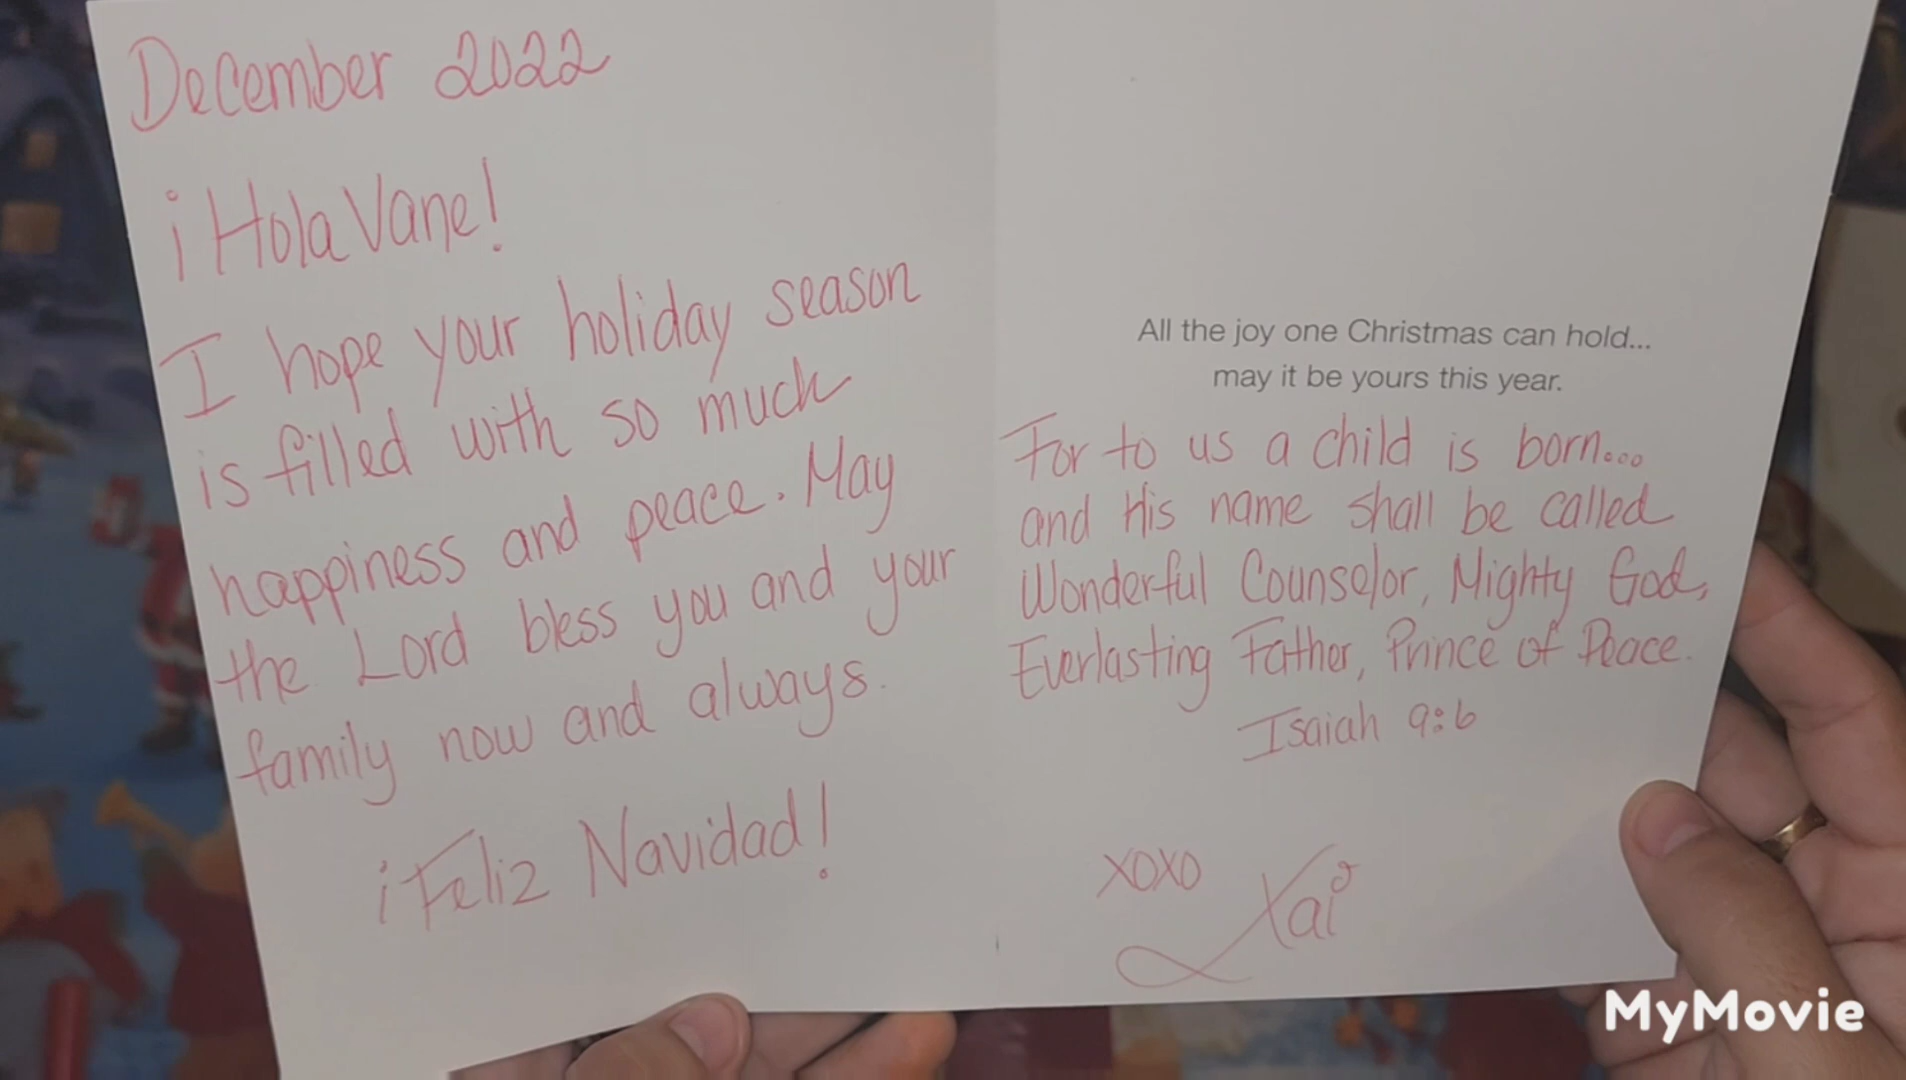 December 2022
¡Hola Vane!
I hope your holiday season
is filled with so much
happiness and peace. May
the Lord bless you and your
family now and always.
¡Feliz Navidad!
All the joy one Christmas can hold...
may it be yours this year.
For to us a child is born...
and His name shall be called
Wonderful Counselor, Mighty God,
Everlasting Father, Prince of Peace.
Isaiah 9:6
XOXO Xai
MyMovie